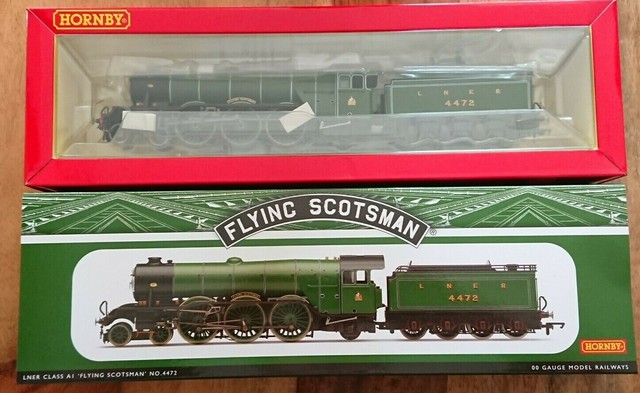 HORNBY®
L N E R
4472
FLYING SCOTSMAN®
L N E R
4472
HORNBY®
LNER CLASS A1 'FLYING SCOTSMAN' NO.4472
00 GAUGE MODEL RAILWAYS